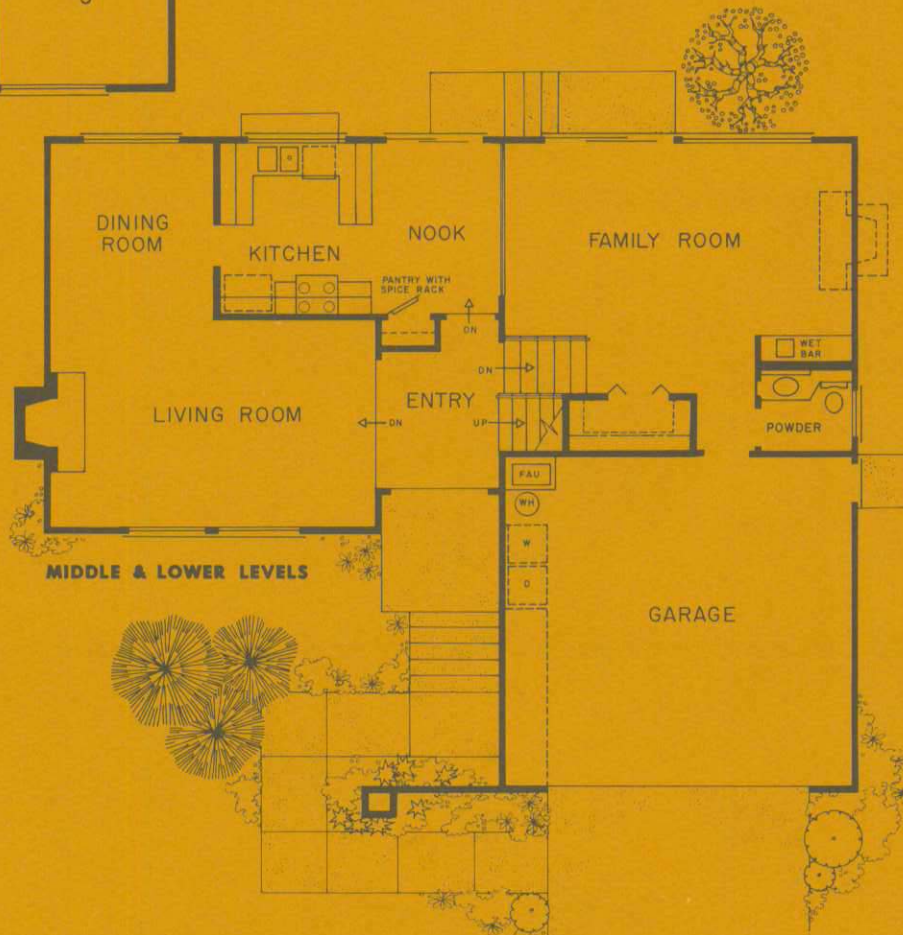 DINING
ROOM
KITCHEN
NOOK
FAMILY ROOM
PANTRY WITH
SPICE RACK
DN
WET
BAR
DN
ENTRY
LIVING ROOM
DN
UP
POWDER
FAU
WH
W
D
MIDDLE & LOWER LEVELS
GARAGE